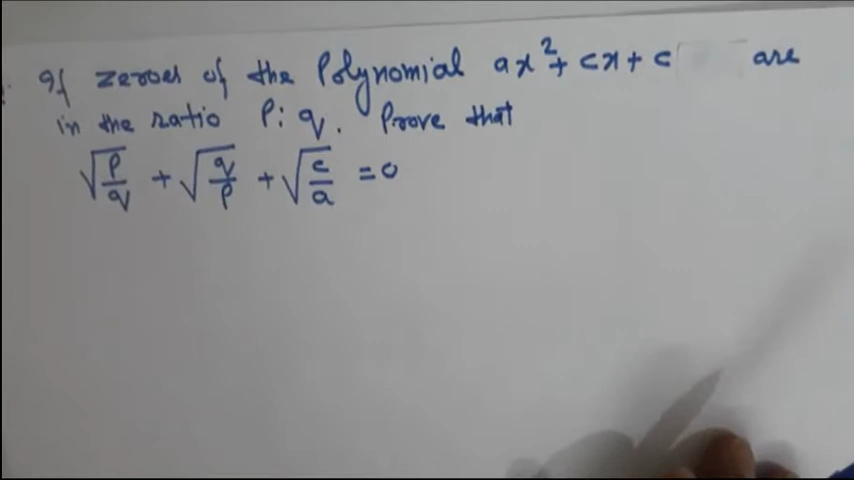 If zeroes of the Polynomial ax² + cx + c are
in the ratio P : q. Prove that
√(P/q) + √(q/P) + √(c/a) = 0